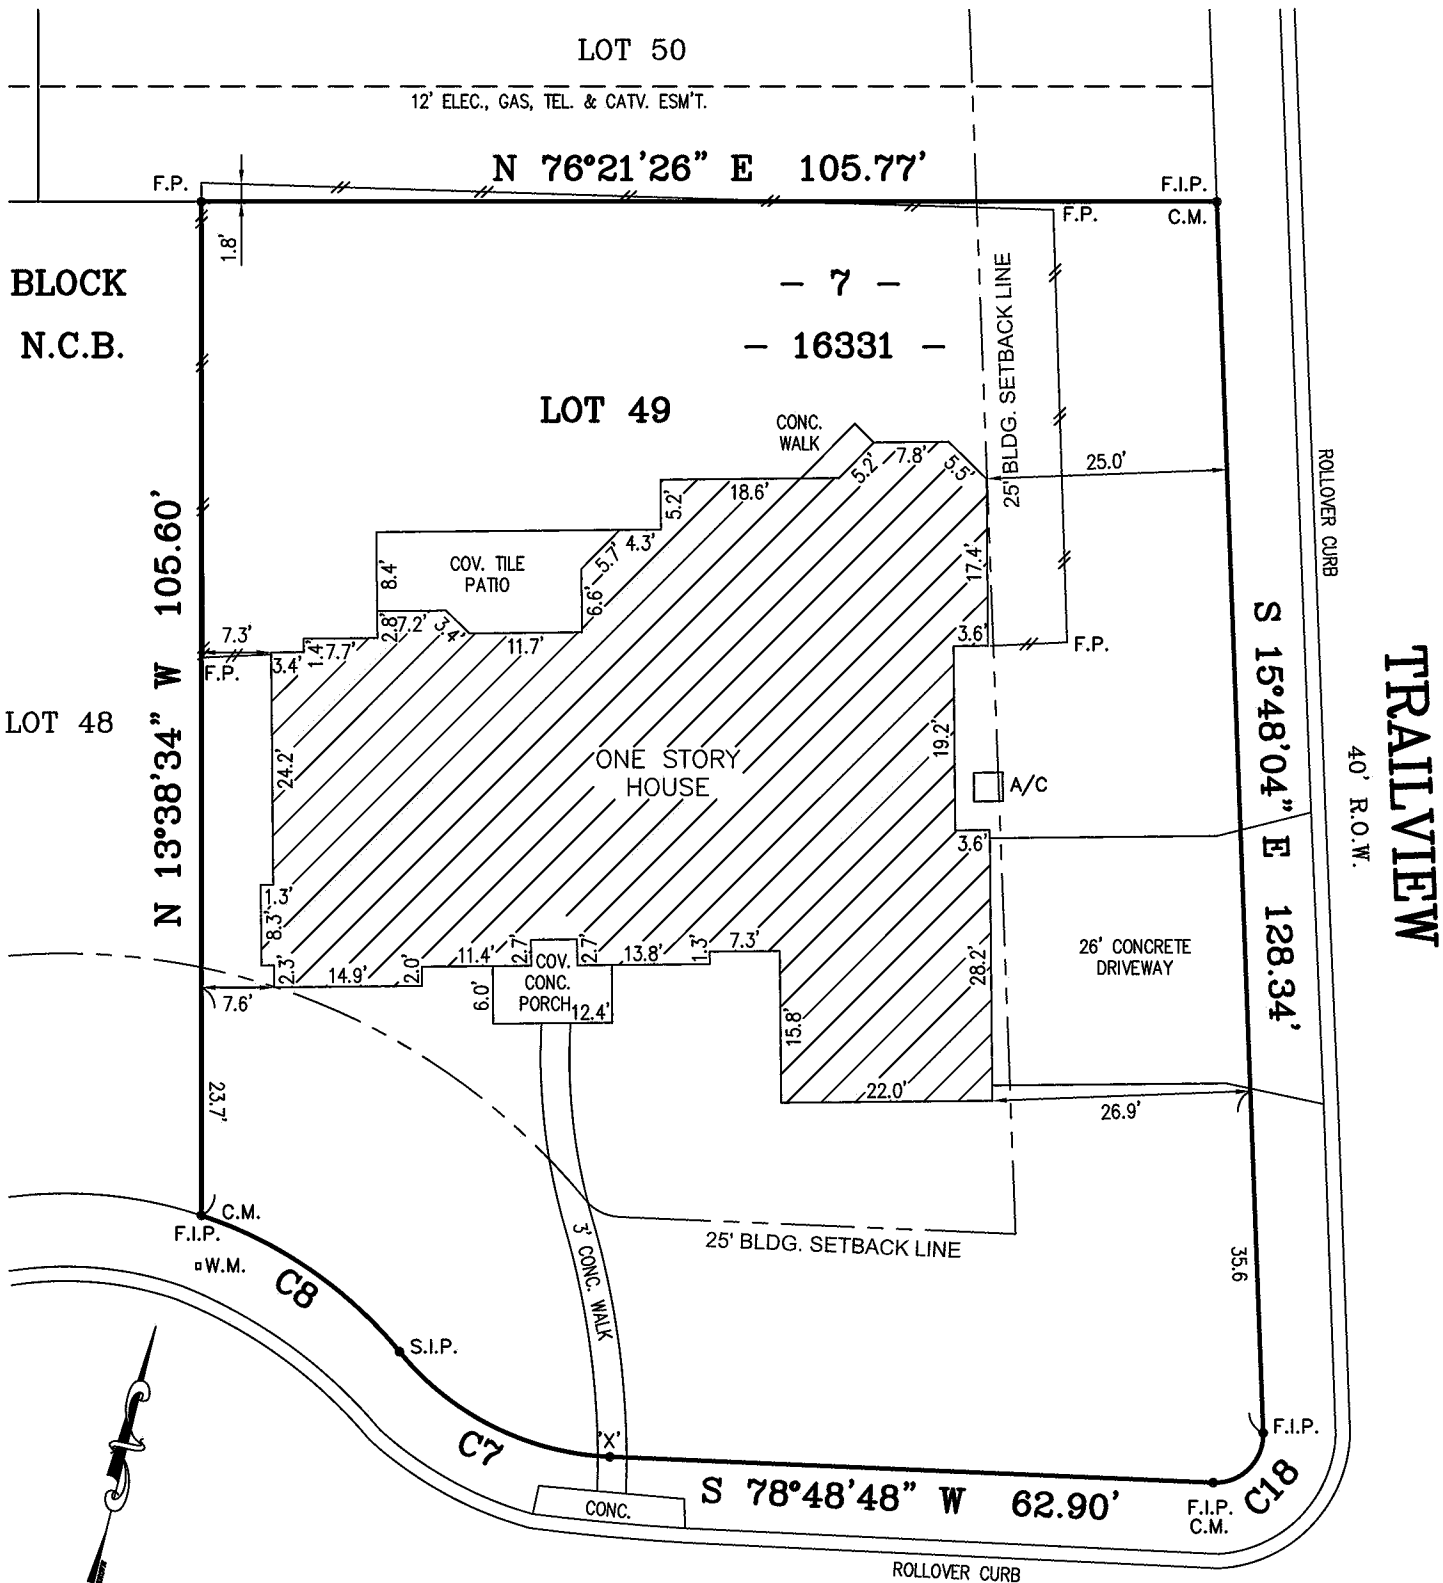 LOT 50
12' ELEC., GAS, TEL. & CATV. ESM'T.
N 76°21'26" E 105.77'
F.P.
F.I.P.
C.M.
F.P.
1.8'
BLOCK - 7 -
N.C.B. - 16331 -
25' BLDG. SETBACK LINE
LOT 49
CONC.
WALK
5.2'
7.8'
5.5'
25.0'
ROLLOVER CURB
18.6'
5.2'
N 13°38'34" W 105.60'
4.3'
5.7'
6.6'
COV. TILE
PATIO
8.4'
17.4'
2.8'
7.2'
3.4'
11.7'
7.3'
1.4'
7.7'
3.4'
F.P.
3.6'
F.P.
S 15°48'04" E 128.34'
TRAILVIEW
40' R.O.W.
LOT 48
24.2'
ONE STORY
HOUSE
19.2'
A/C
3.6'
1.3'
8.3'
2.3'
14.9'
2.0'
11.4'
2.7'
2.7'
13.8'
1.3'
7.3'
COV.
CONC.
PORCH
6.0'
12.4'
28.2'
26' CONCRETE
DRIVEWAY
7.6'
15.8'
22.0'
26.9'
23.7'
C.M.
F.I.P.
W.M.
3' CONC. WALK
25' BLDG. SETBACK LINE
35.6
C8
S.I.P.
C7
'X'
F.I.P.
S 78°48'48" W 62.90'
F.I.P.
C.M.
C18
CONC.
ROLLOVER CURB